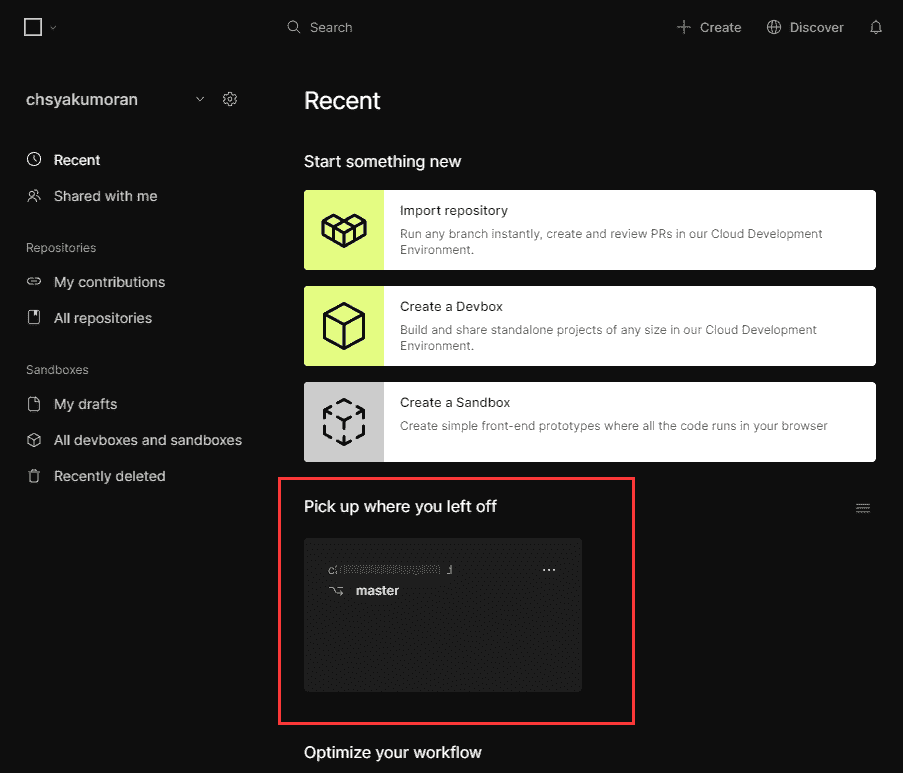 Search
Create
Discover
chsyakumoran
Recent
Shared with me
Repositories
My contributions
All repositories
Sandboxes
My drafts
All devboxes and sandboxes
Recently deleted
Recent
Start something new
Import repository
Run any branch instantly, create and review PRs in our Cloud Development
Environment.
Create a Devbox
Build and share standalone projects of any size in our Cloud Development
Environment.
Create a Sandbox
Create simple front-end prototypes where all the code runs in your browser
Pick up where you left off
master
Optimize your workflow